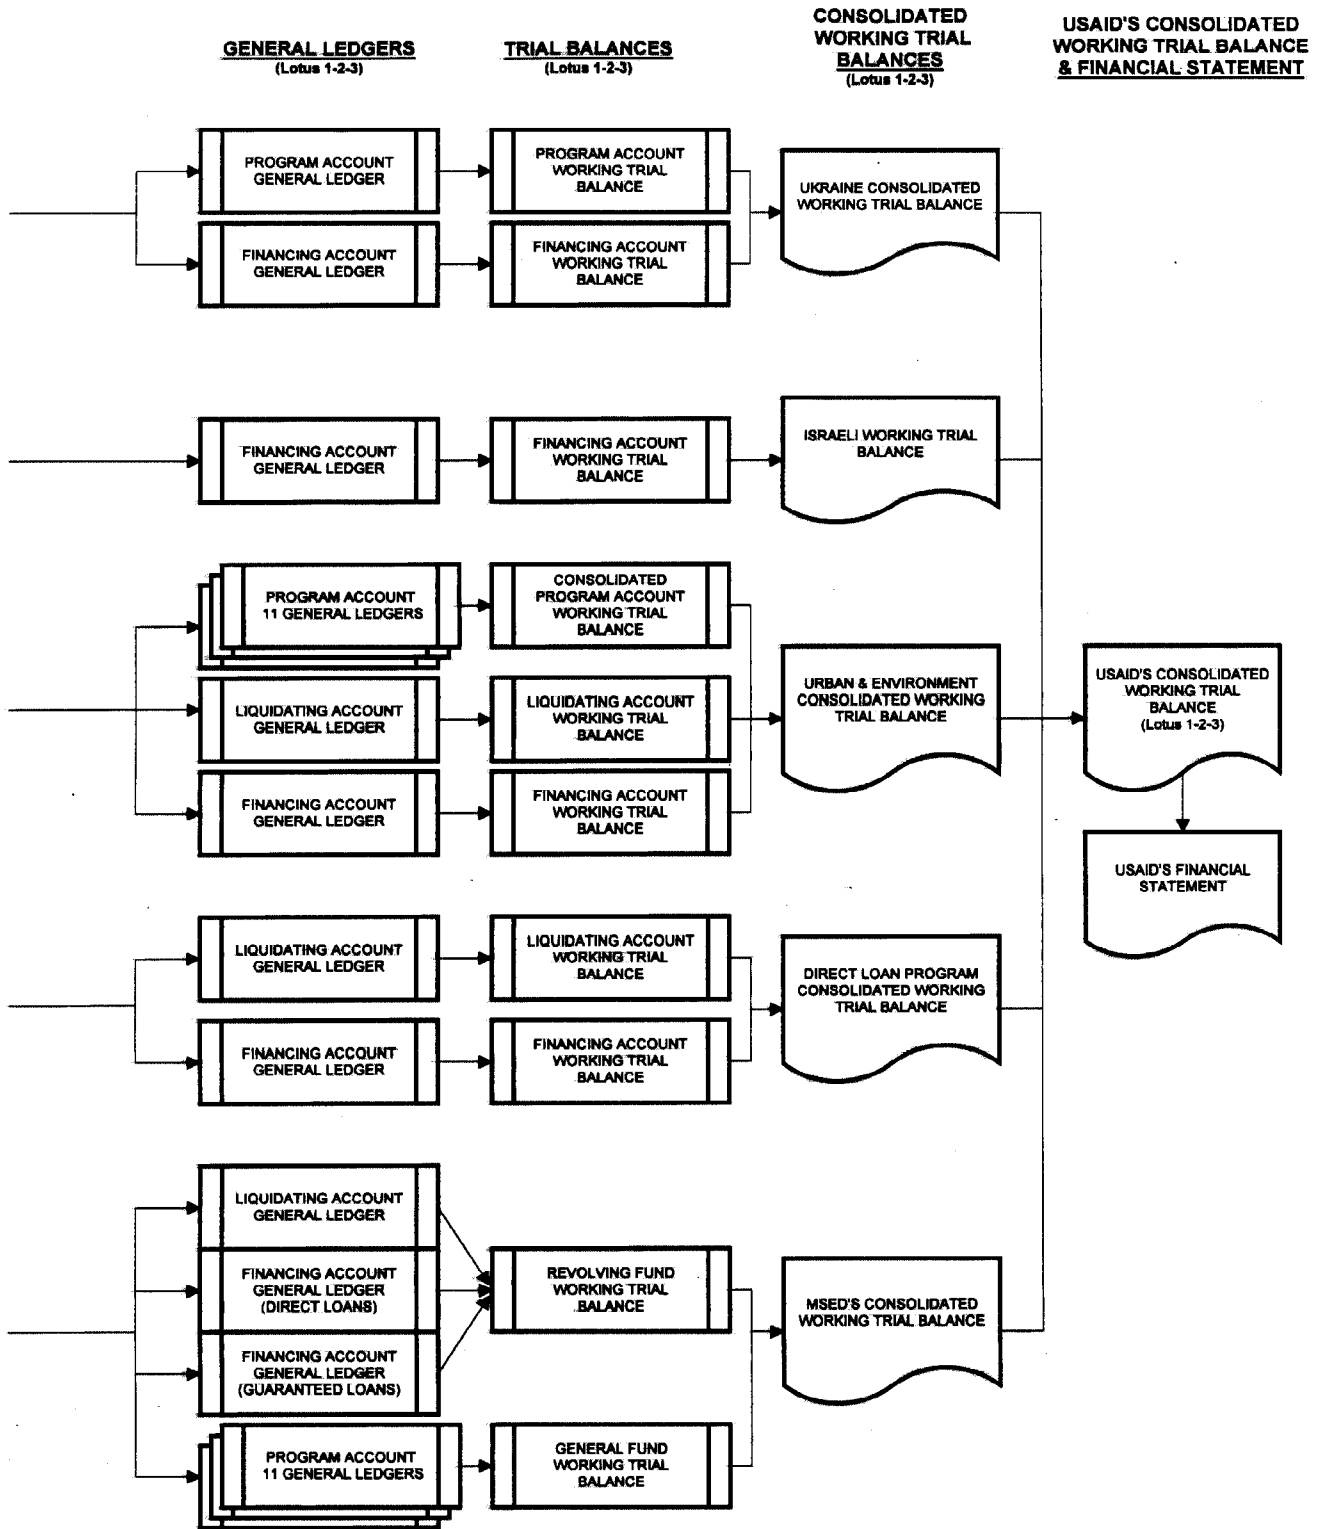 GENERAL LEDGERS
(Lotus 1-2-3)
TRIAL BALANCES
(Lotus 1-2-3)
CONSOLIDATED
WORKING TRIAL
BALANCES
(Lotus 1-2-3)
USAID'S CONSOLIDATED
WORKING TRIAL BALANCE
& FINANCIAL STATEMENT
PROGRAM ACCOUNT
GENERAL LEDGER
PROGRAM ACCOUNT
WORKING TRIAL
BALANCE
UKRAINE CONSOLIDATED
WORKING TRIAL BALANCE
FINANCING ACCOUNT
GENERAL LEDGER
FINANCING ACCOUNT
WORKING TRIAL
BALANCE
FINANCING ACCOUNT
GENERAL LEDGER
FINANCING ACCOUNT
WORKING TRIAL
BALANCE
ISRAELI WORKING TRIAL
BALANCE
PROGRAM ACCOUNT
11 GENERAL LEDGERS
CONSOLIDATED
PROGRAM ACCOUNT
WORKING TRIAL
BALANCE
LIQUIDATING ACCOUNT
GENERAL LEDGER
LIQUIDATING ACCOUNT
WORKING TRIAL
BALANCE
URBAN & ENVIRONMENT
CONSOLIDATED WORKING
TRIAL BALANCE
USAID'S CONSOLIDATED
WORKING TRIAL
BALANCE
(Lotus 1-2-3)
FINANCING ACCOUNT
GENERAL LEDGER
FINANCING ACCOUNT
WORKING TRIAL
BALANCE
USAID'S FINANCIAL
STATEMENT
LIQUIDATING ACCOUNT
GENERAL LEDGER
LIQUIDATING ACCOUNT
WORKING TRIAL
BALANCE
DIRECT LOAN PROGRAM
CONSOLIDATED WORKING
TRIAL BALANCE
FINANCING ACCOUNT
GENERAL LEDGER
FINANCING ACCOUNT
WORKING TRIAL
BALANCE
LIQUIDATING ACCOUNT
GENERAL LEDGER
FINANCING ACCOUNT
GENERAL LEDGER
(DIRECT LOANS)
REVOLVING FUND
WORKING TRIAL
BALANCE
MSED'S CONSOLIDATED
WORKING TRIAL BALANCE
FINANCING ACCOUNT
GENERAL LEDGER
(GUARANTEED LOANS)
PROGRAM ACCOUNT
11 GENERAL LEDGERS
GENERAL FUND
WORKING TRIAL
BALANCE